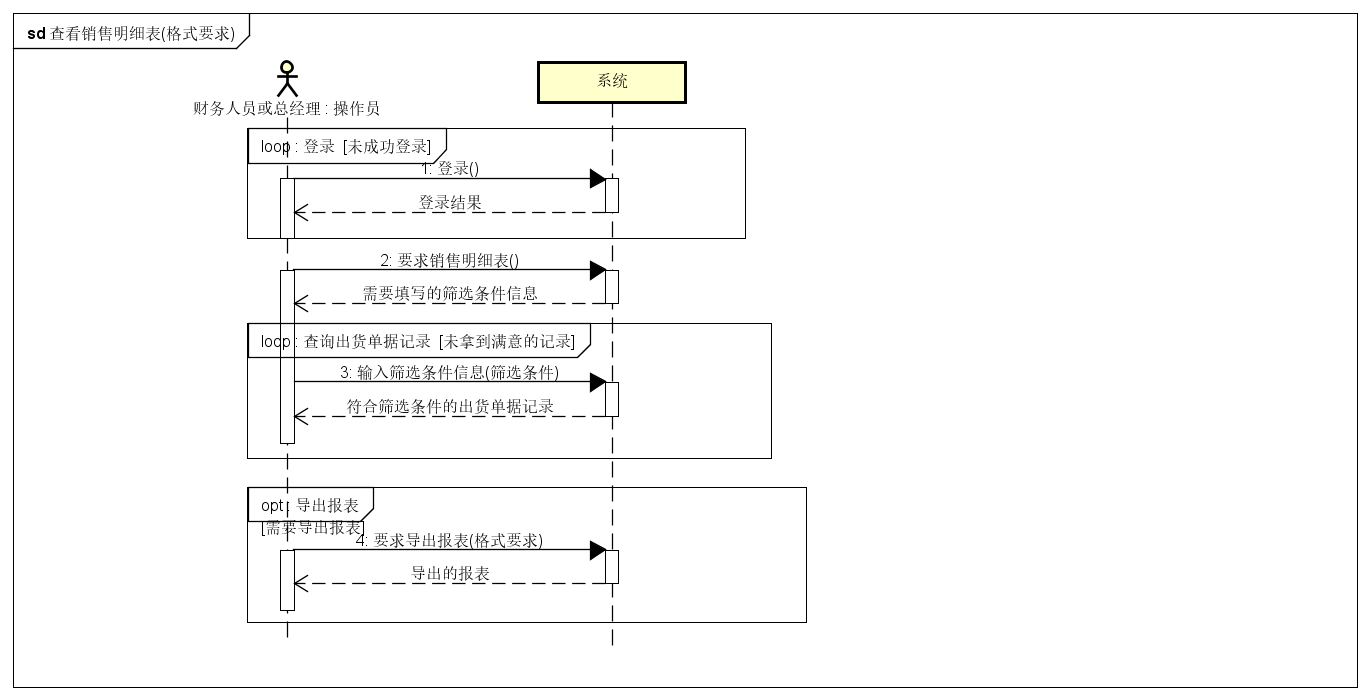 sd 查看销售明细表(格式要求)
系统
财务人员或总经理 : 操作员
loop : 登录 [未成功登录]
1: 登录()
登录结果
2: 要求销售明细表()
需要填写的筛选条件信息
loop : 查询出货单据记录 [未拿到满意的记录]
3: 输入筛选条件信息(筛选条件)
符合筛选条件的出货单据记录
opt : 导出报表
[需要导出报表]
4: 要求导出报表(格式要求)
导出的报表